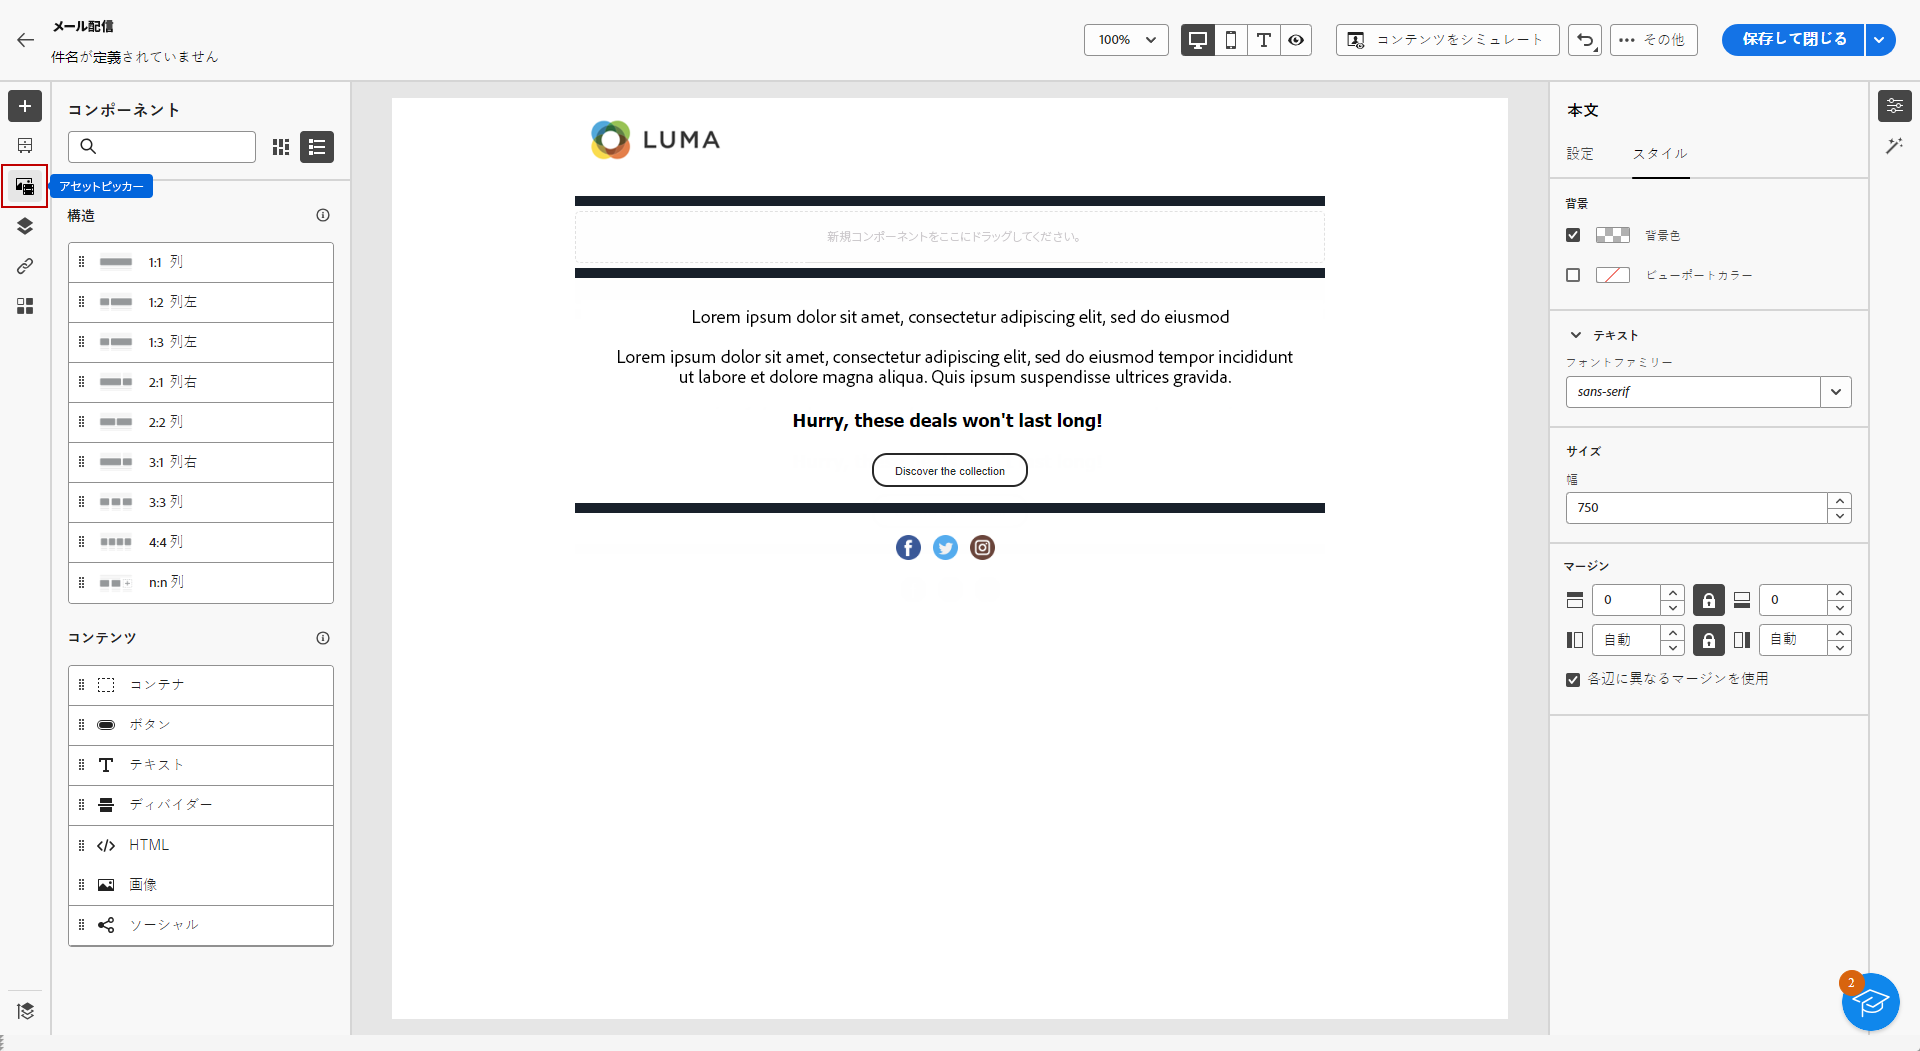 メール配信
件名が定義されていません
100%
コンテンツをシミュレート
その他
保存して閉じる
コンポーネント
アセットピッカー
構造
1:1 列
1:2 列左
1:3 列左
2:1 列右
2:2 列
3:1 列右
3:3 列
4:4 列
n:n 列
コンテンツ
コンテナ
ボタン
テキスト
ディバイダー
HTML
画像
ソーシャル
LUMA
新規コンポーネントをここにドラッグしてください。
Lorem ipsum dolor sit amet, consectetur adipiscing elit, sed do eiusmod
Lorem ipsum dolor sit amet, consectetur adipiscing elit, sed do eiusmod tempor incididunt
ut labore et dolore magna aliqua. Quis ipsum suspendisse ultrices gravida.
Hurry, these deals won't last long!
Discover the collection
本文
設定
スタイル
背景
背景色
ビューポートカラー
テキスト
フォントファミリー
sans-serif
サイズ
幅
750
マージン
0
0
自動
自動
各辺に異なるマージンを使用
2